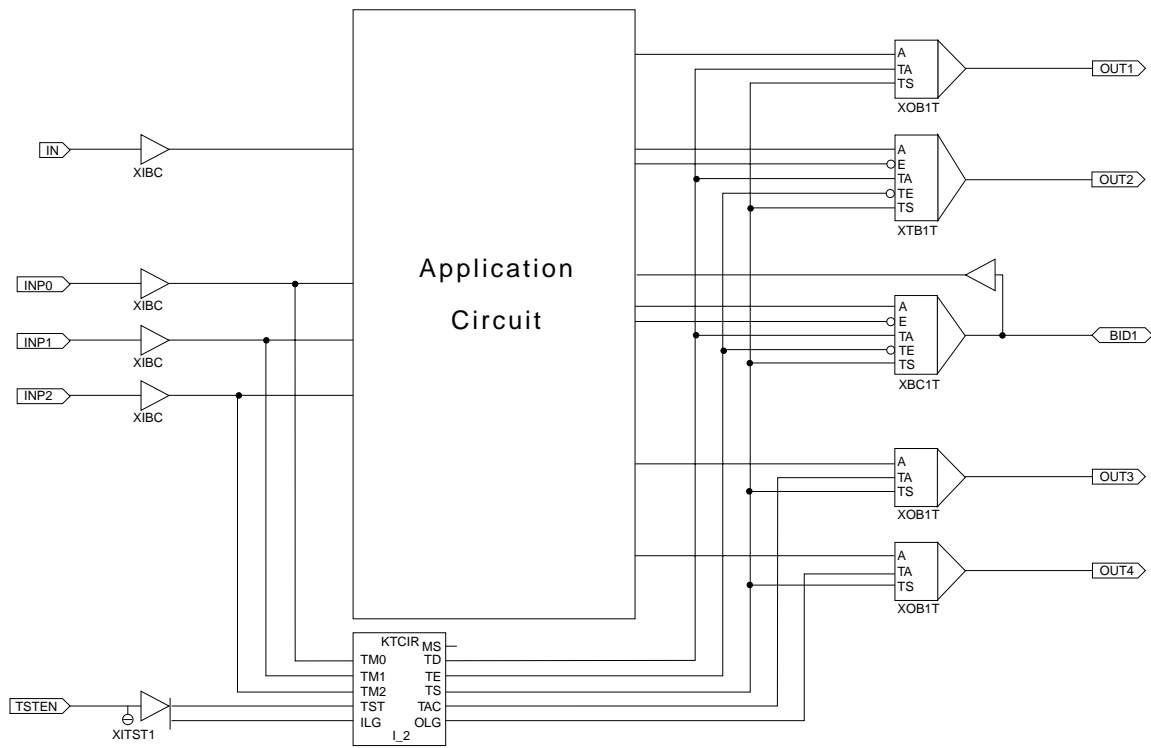 A
TA
TS
XOB1T
OUT1
IN
XIBC
A
E
TA
TE
TS
XTB1T
OUT2
Application
Circuit
INP0
XIBC
INP1
XIBC
INP2
XIBC
A
E
TA
TE
TS
XBC1T
BID1
A
TA
TS
XOB1T
OUT3
A
TA
TS
XOB1T
OUT4
KTCIR
MS
TM0
TD
TM1
TE
TM2
TS
TST
TAC
ILG
OLG
I_2
TSTEN
XITST1